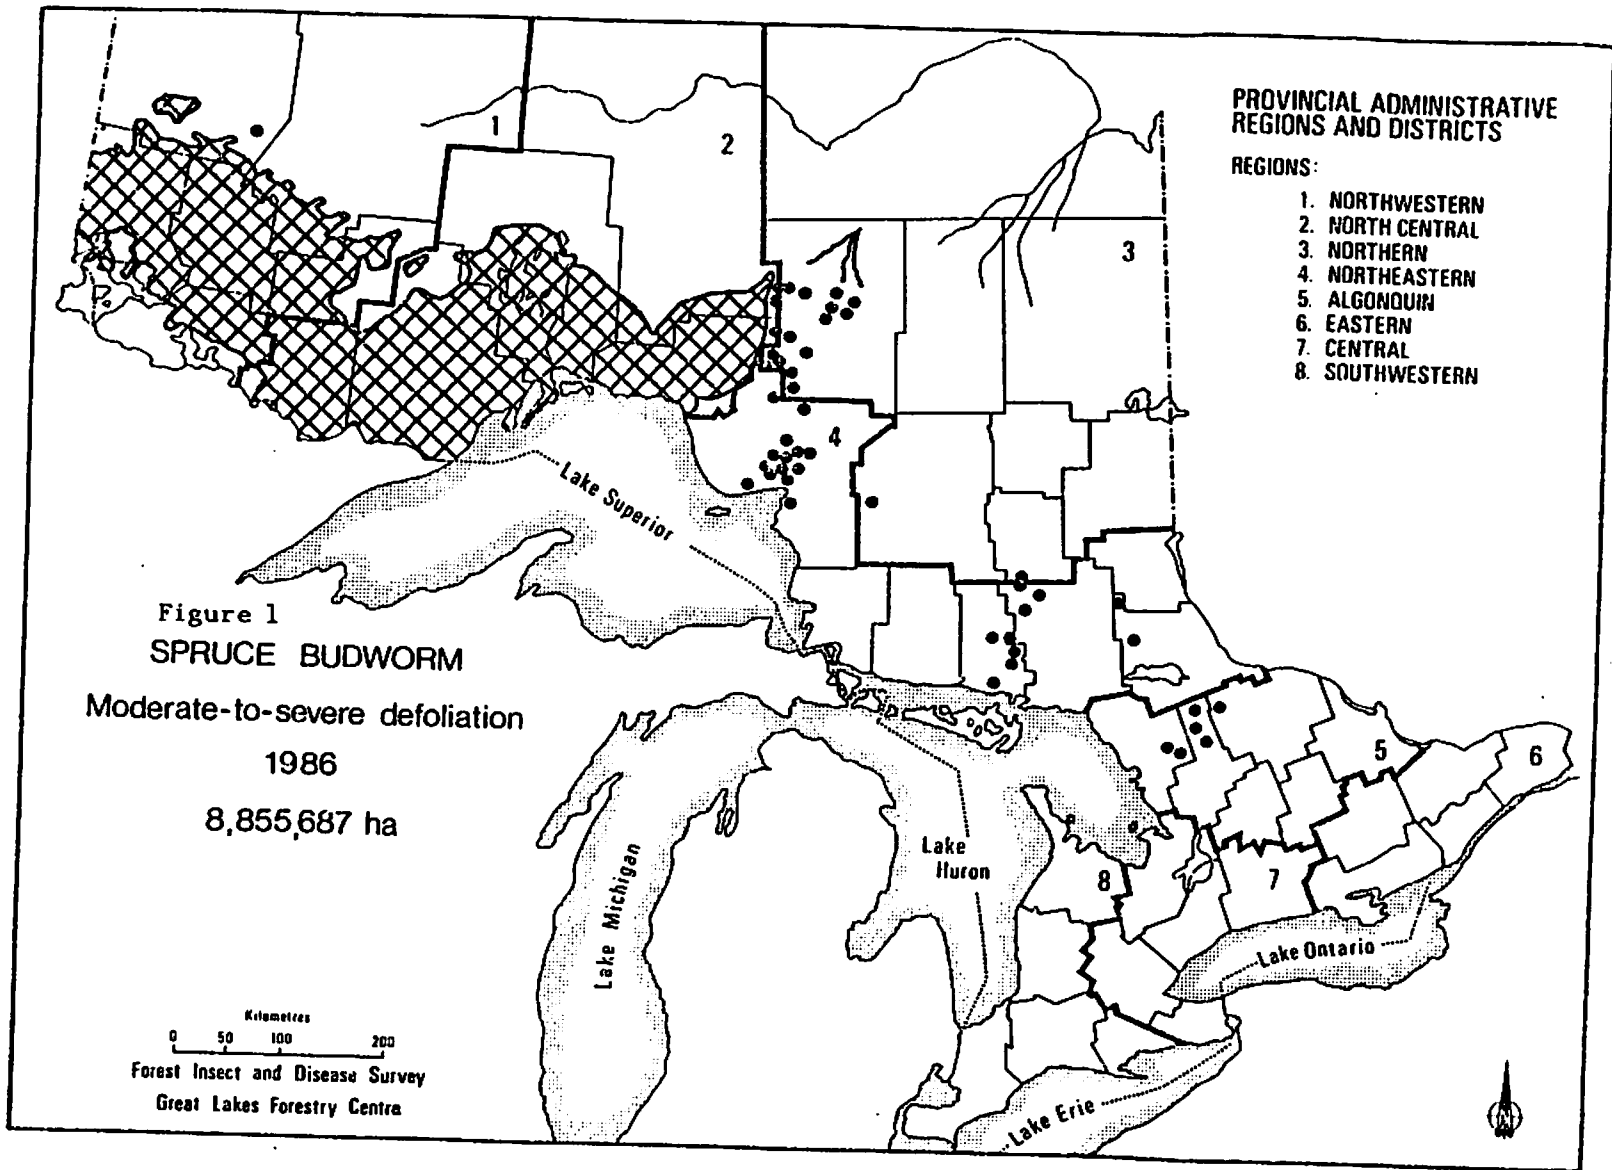 PROVINCIAL ADMINISTRATIVE
REGIONS AND DISTRICTS
REGIONS:
1. NORTHWESTERN
2. NORTH CENTRAL
3. NORTHERN
4. NORTHEASTERN
5. ALGONQUIN
6. EASTERN
7. CENTRAL
8. SOUTHWESTERN
1
2
3
4
5
6
7
8
Lake Superior
Lake Michigan
Lake
Huron
Lake Ontario
Lake Erie
Figure 1
SPRUCE BUDWORM
Moderate-to-severe defoliation
1986
8,855,687 ha
Kilometres
0 50 100 200
Forest Insect and Disease Survey
Great Lakes Forestry Centre